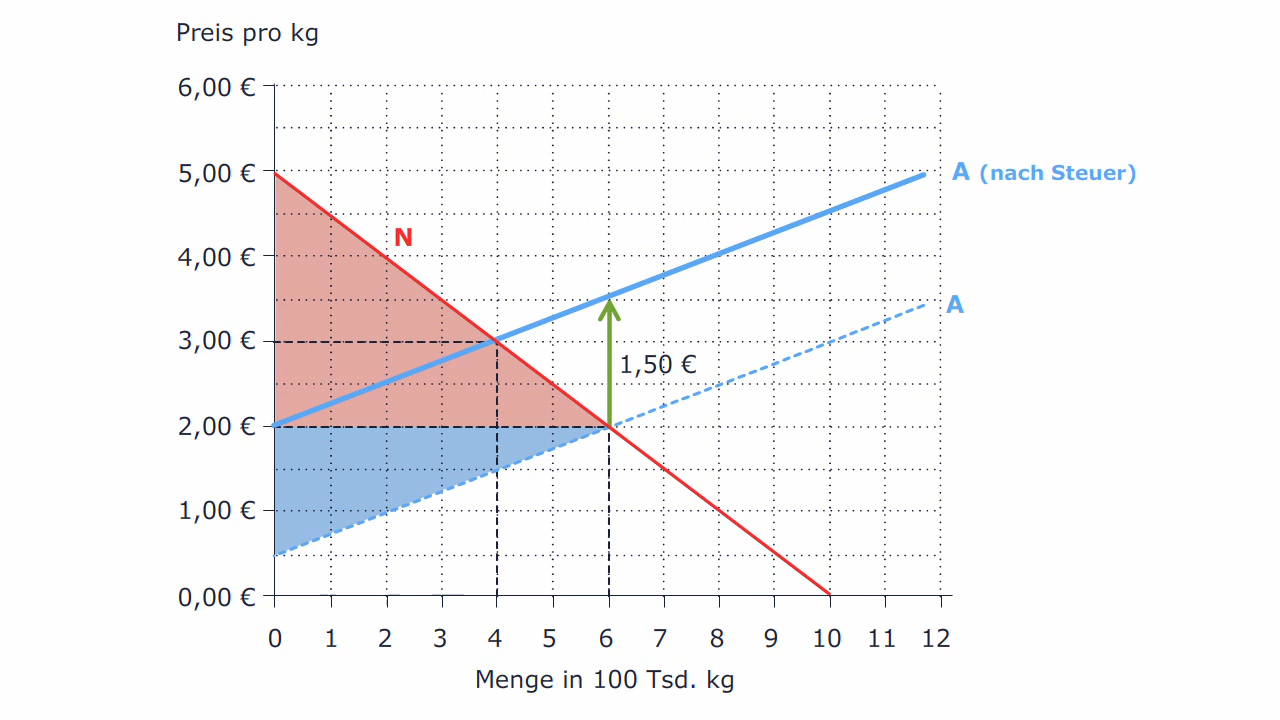 Preis pro kg
6,00 €
5,00 €
A (nach Steuer)
N
4,00 €
A
3,00 €
1,50 €
2,00 €
1,00 €
0,00 €
0 1 2 3 4 5 6 7 8 9 10 11 12
Menge in 100 Tsd. kg